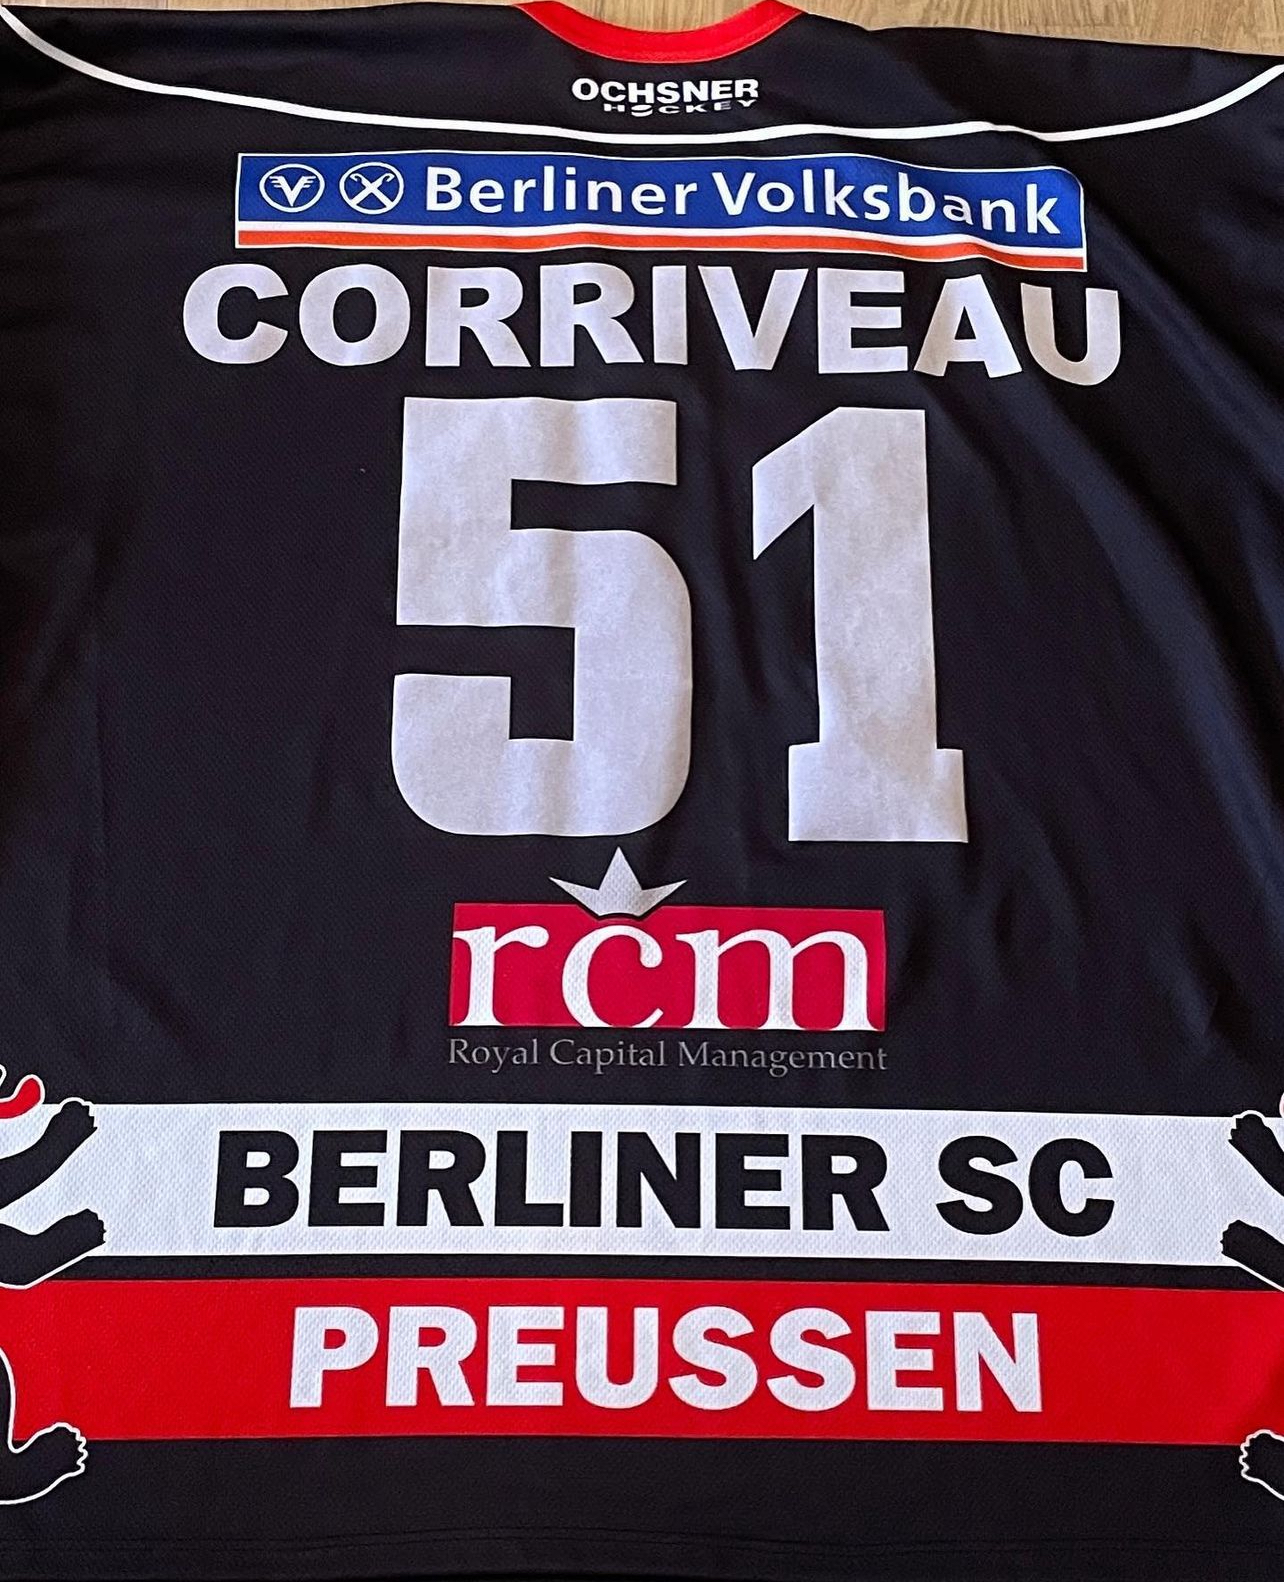 OCHSNER
HOCKEY
Berliner Volksbank
CORRIVEAU
51
rcm
Royal Capital Management
BERLINER SC
PREUSSEN